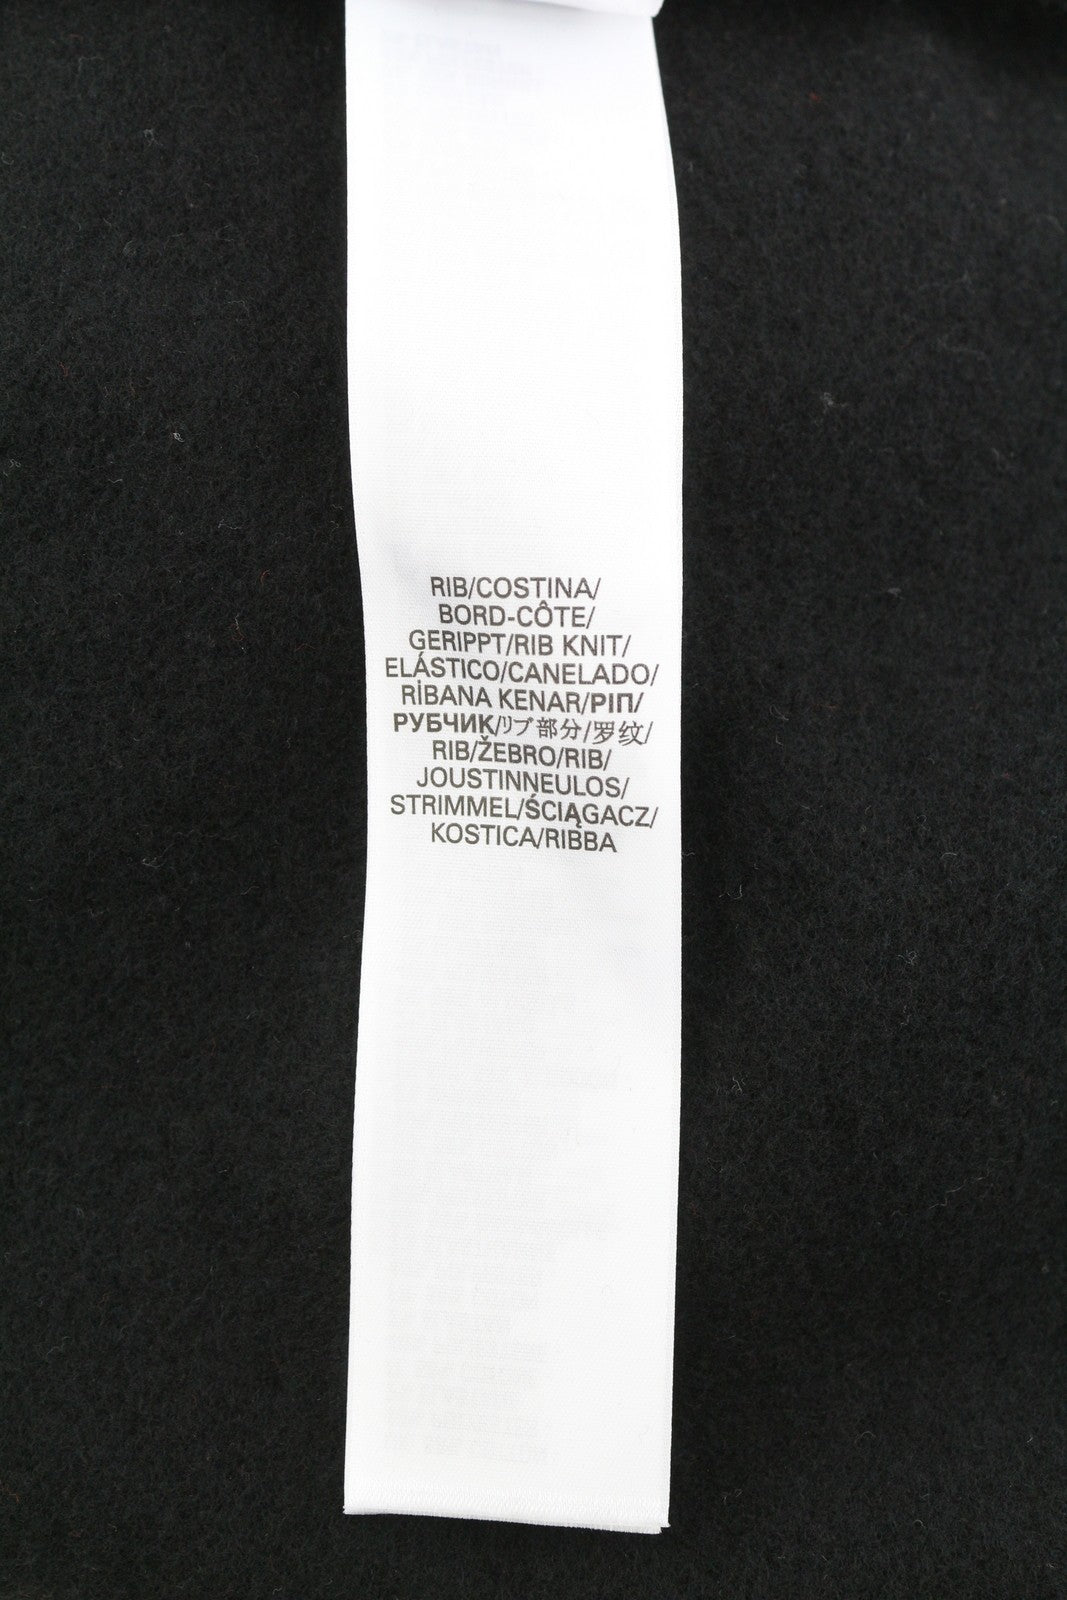 RIB/COSTINA/
BORD-CÔTE/
GERIPPT/RIB KNIT/
ELÁSTICO/CANELADO/
RİBANA KENAR/ΡΙΠ/
РУБЧИК/リブ部分/罗纹/
RIB/ŽEBRO/RIB/
JOUSTINNEULOS/
STRIMMEL/ŚCIĄGACZ/
KOSTICA/RIBBA